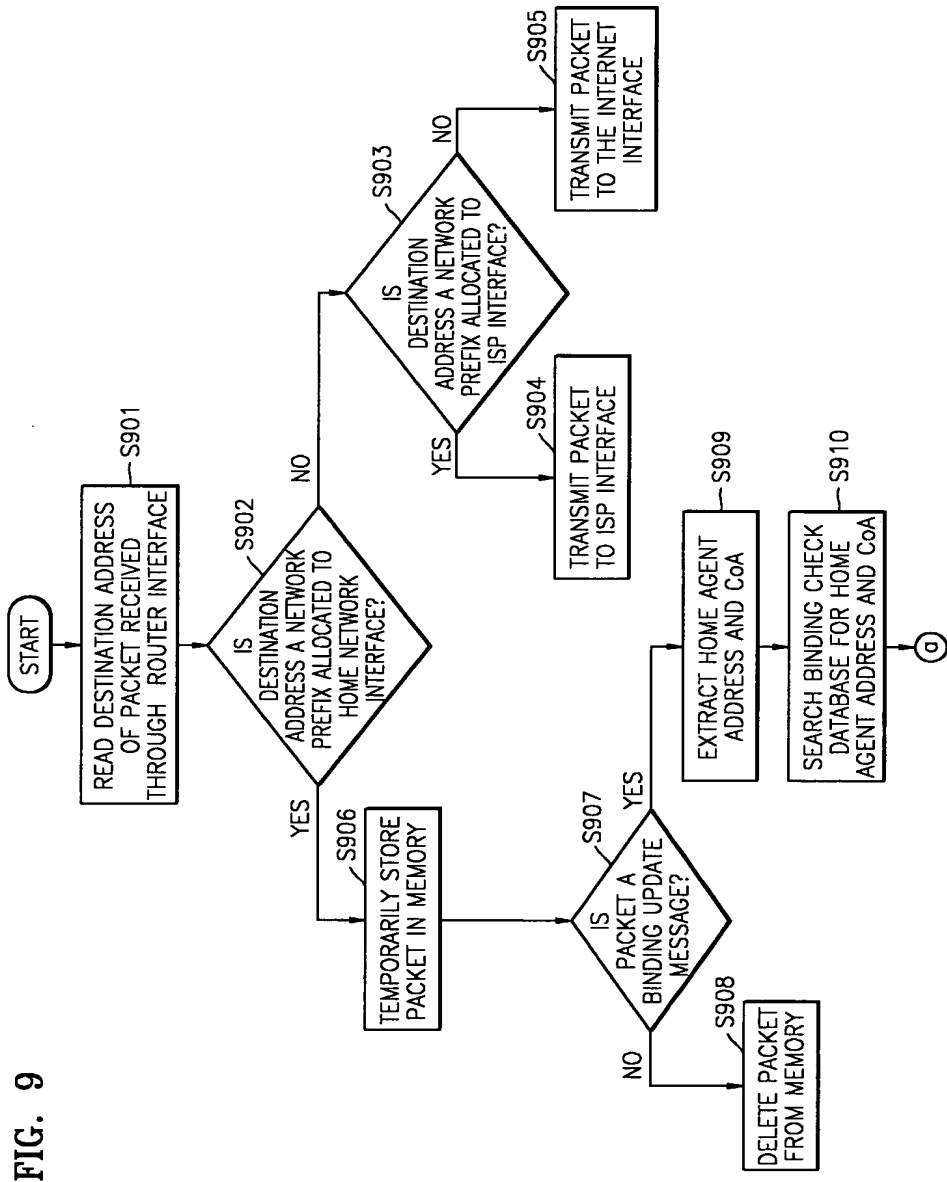 FIG. 9
START
S901
READ DESTINATION ADDRESS
OF PACKET RECEIVED
THROUGH ROUTER INTERFACE
S902
IS
DESTINATION
ADDRESS A NETWORK
PREFIX ALLOCATED TO
HOME NETWORK
INTERFACE?
YES
NO
S903
IS
DESTINATION
ADDRESS A NETWORK
PREFIX ALLOCATED TO
ISP INTERFACE?
YES
NO
S904
TRANSMIT PACKET
TO ISP INTERFACE
S905
TRANSMIT PACKET
TO THE INTERNET
INTERFACE
S906
TEMPORARILY STORE
PACKET IN MEMORY
S907
IS
PACKET A
BINDING UPDATE
MESSAGE?
NO
YES
S908
DELETE PACKET
FROM MEMORY
S909
EXTRACT HOME AGENT
ADDRESS AND CoA
S910
SEARCH BINDING CHECK
DATABASE FOR HOME
AGENT ADDRESS AND CoA
a